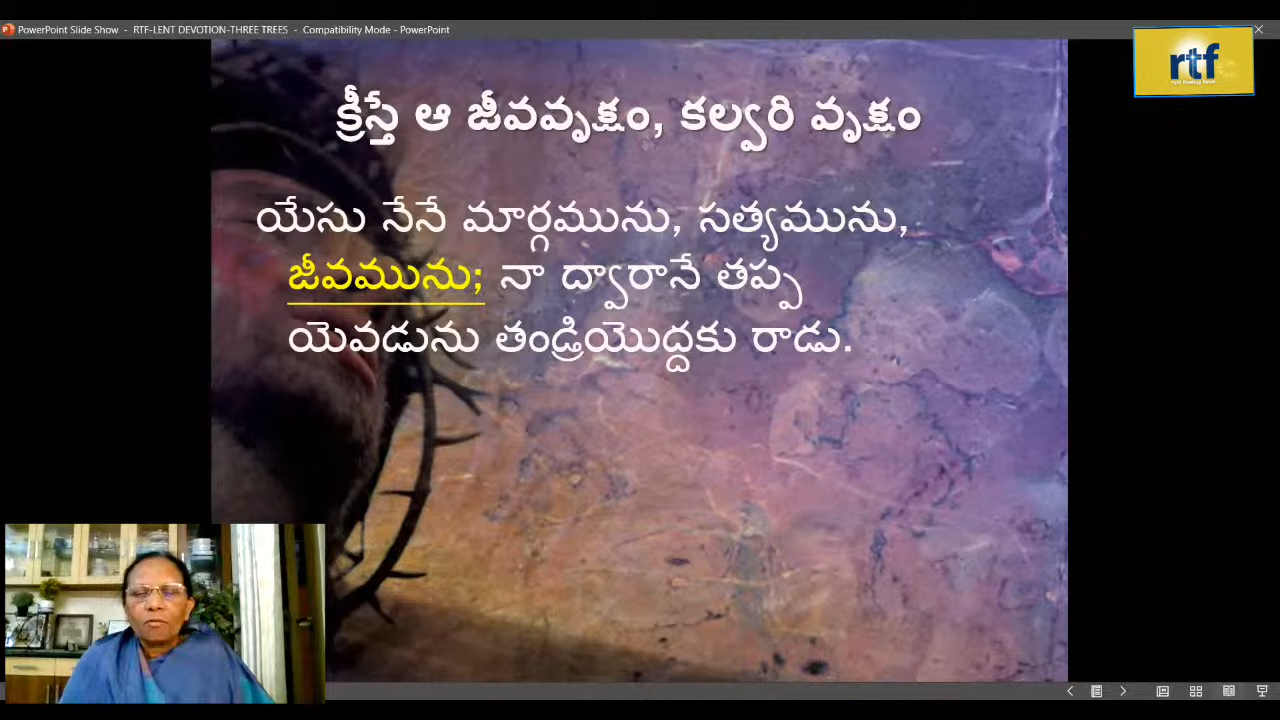 PowerPoint Slide Show - RTF-LENT DEVOTION-THREE TREES - Compatibility Mode - PowerPoint
rtf
క్రీస్తే ఆ జీవవృక్షం, కల్వరి వృక్షం
యేసు నేనే మార్గమును, సత్యమును,
జీవమును; నా ద్వారానే తప్ప
యెవడును తండ్రియొద్దకు రాడు.